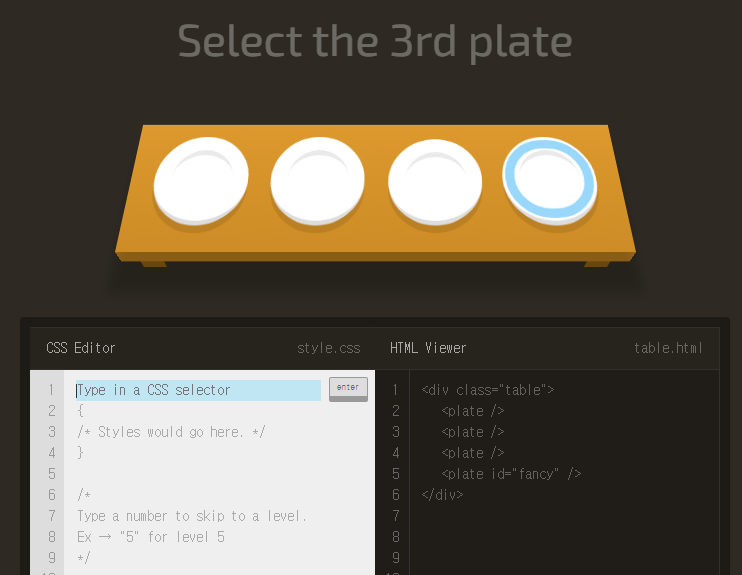 Select the 3rd plate
CSS Editor
style.css
HTML Viewer
table.html
1 Type in a CSS selector
enter
2 {
3 /* Styles would go here. */
4 }
5
6 /*
7 Type a number to skip to a level.
8 Ex → "5" for level 5
9 */
1 <div class="table">
2 <plate />
3 <plate />
4 <plate />
5 <plate id="fancy" />
6 </div>
7
8
9